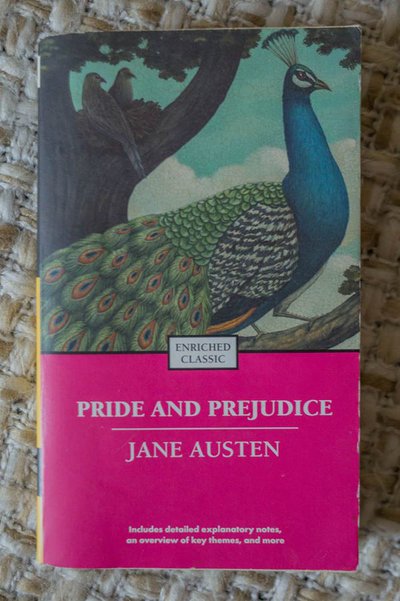 ENRICHED
CLASSIC
PRIDE AND PREJUDICE
JANE AUSTEN
Includes detailed explanatory notes,
an overview of key themes, and more